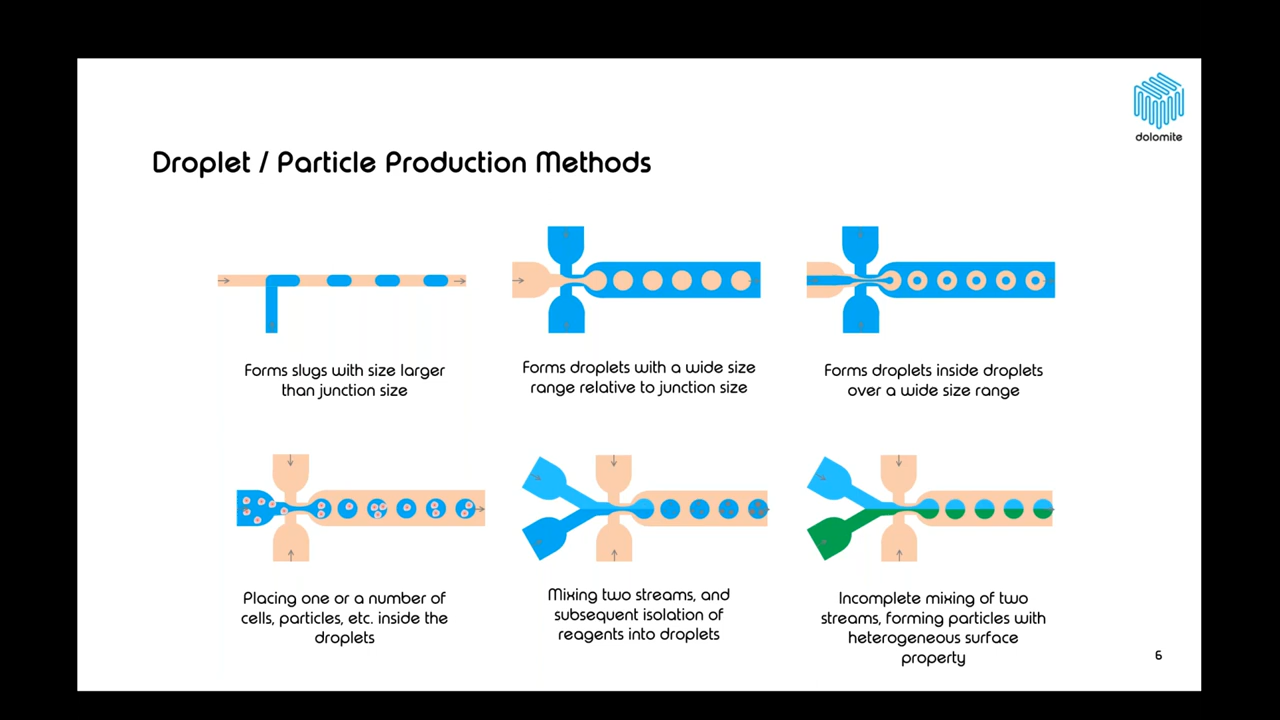 dolomite
Droplet / Particle Production Methods
Forms slugs with size larger
than junction size
Forms droplets with a wide size
range relative to junction size
Forms droplets inside droplets
over a wide size range
Placing one or a number of
cells, particles, etc. inside the
droplets
Mixing two streams, and
subsequent isolation of
reagents into droplets
Incomplete mixing of two
streams, forming particles with
heterogeneous surface
property
6